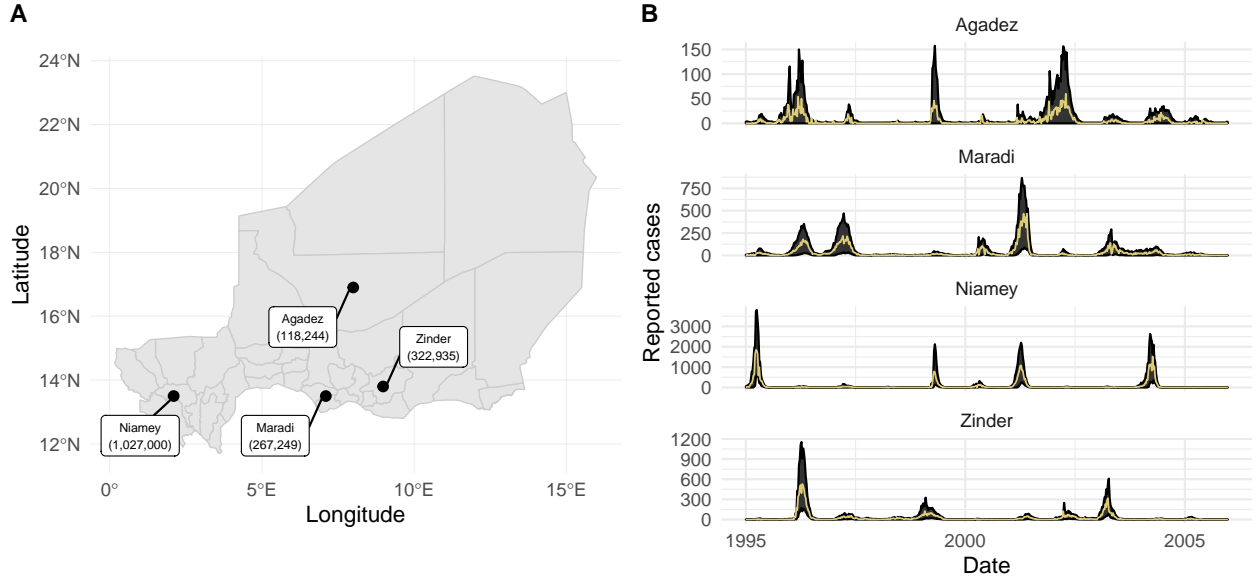 A
24°N
22°N
20°N
18°N
16°N
14°N
12°N
Latitude
Agadez
(118,244)
Zinder
(322,935)
Niamey
(1,027,000)
Maradi
(267,249)
0°
5°E
10°E
15°E
Longitude
B
Reported cases
Agadez
150
100
50
0
Maradi
750
500
250
0
Niamey
3000
2000
1000
0
Zinder
1200
900
600
300
0
1995
2000
2005
Date